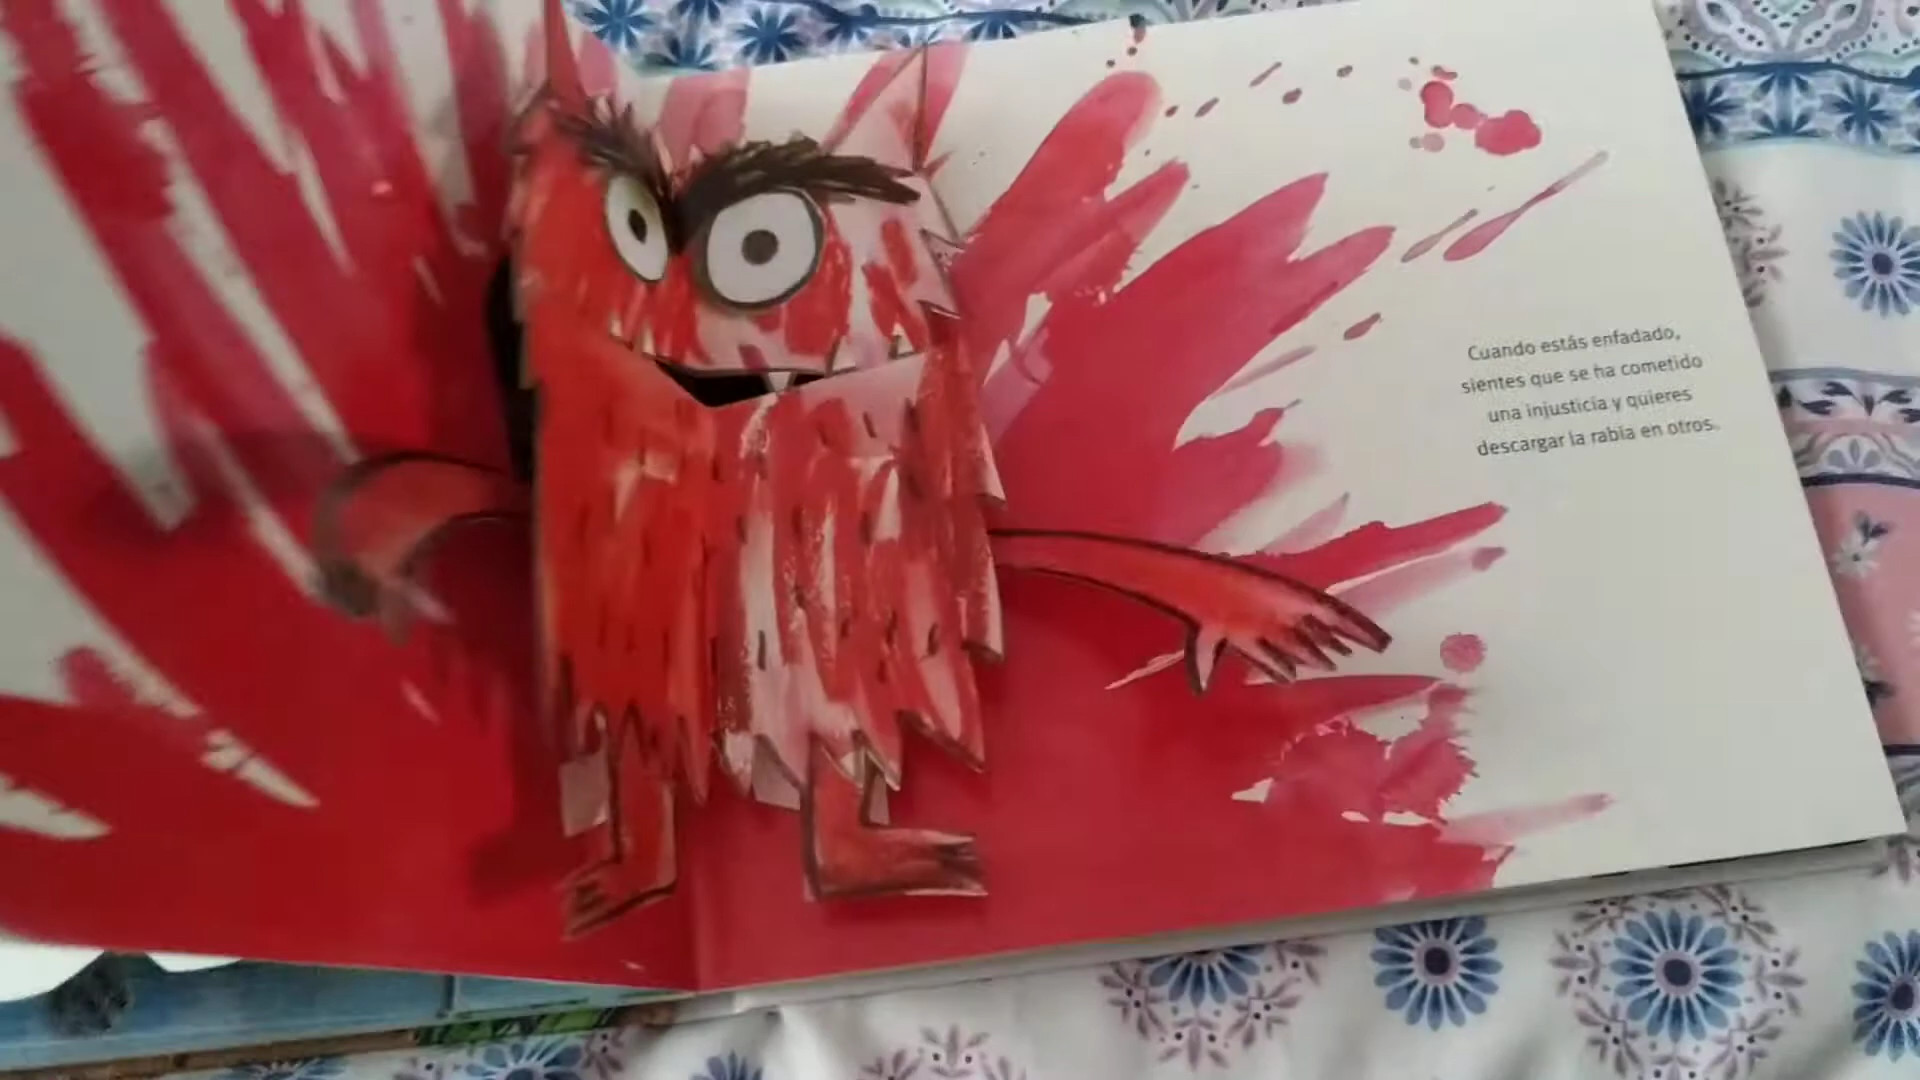 Cuando estás enfadado,
sientes que se ha cometido
una injusticia y quieres
descargar la rabia en otros.